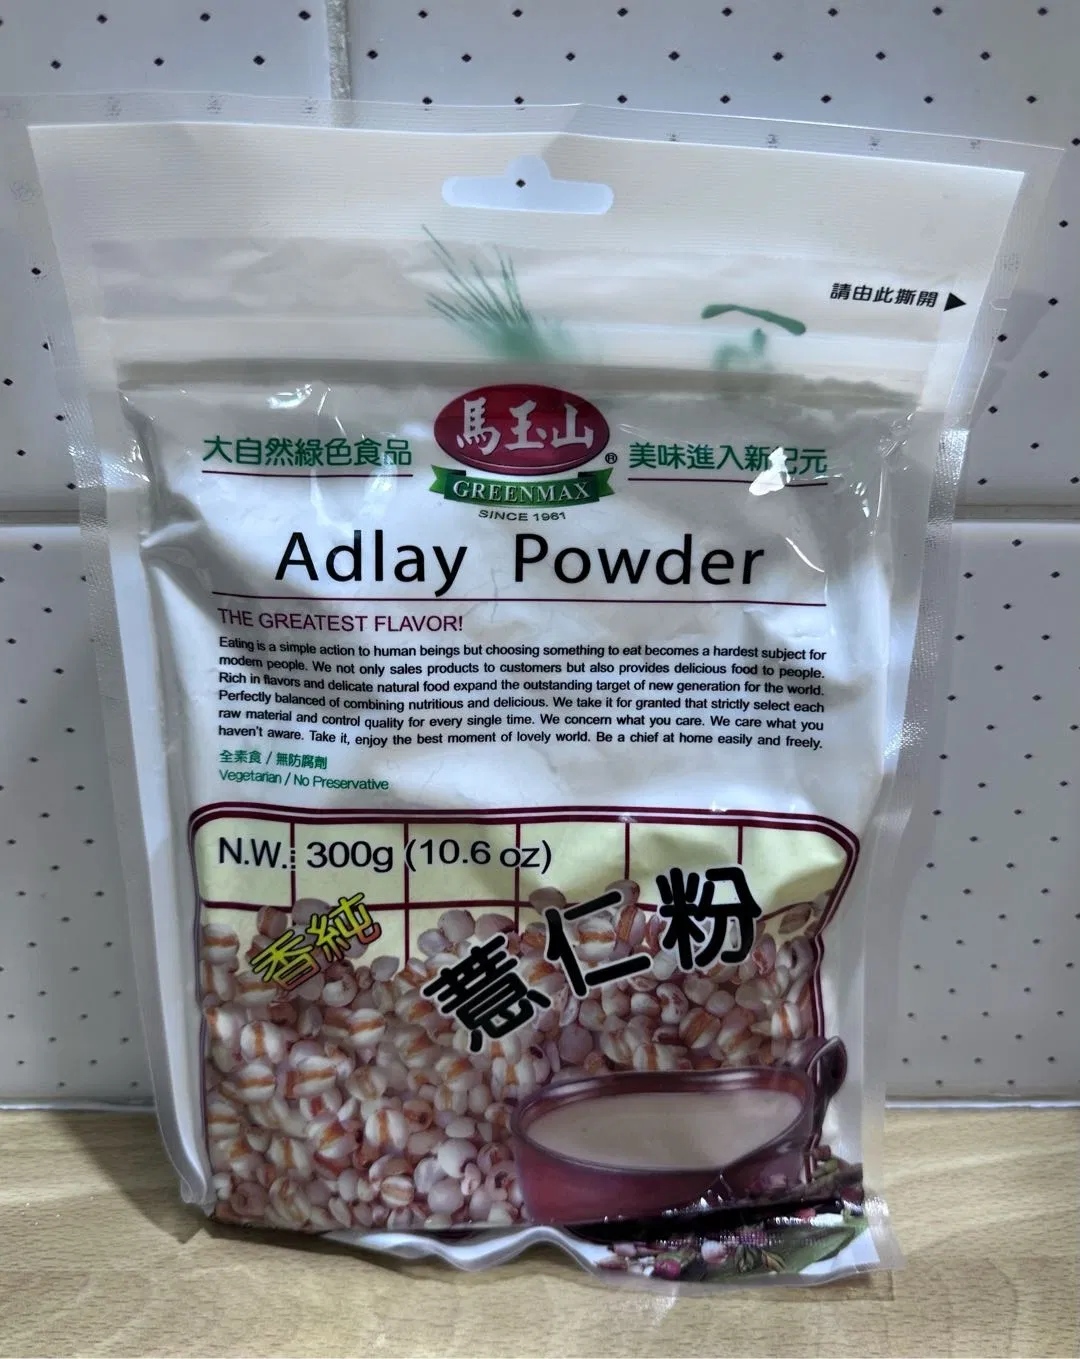 請由此撕開
馬玉山
大自然綠色食品
®
美味進入新紀元
GREENMAX
SINCE 1961
Adlay Powder
THE GREATEST FLAVOR!
Eating is a simple action to human beings but choosing something to eat becomes a hardest subject for
modern people. We not only sales products to customers but also provides delicious food to people.
Rich in flavors and delicate natural food expand the outstanding target of new generation for the world.
Perfectly balanced of combining nutritious and delicious. We take it for granted that strictly select each
raw material and control quality for every single time. We concern what you care. We care what you
haven't aware. Take it, enjoy the best moment of lovely world. Be a chief at home easily and freely.
全素食 / 無防腐劑
Vegetarian / No Preservative
N.W.: 300g (10.6 oz)
香純
薏仁粉